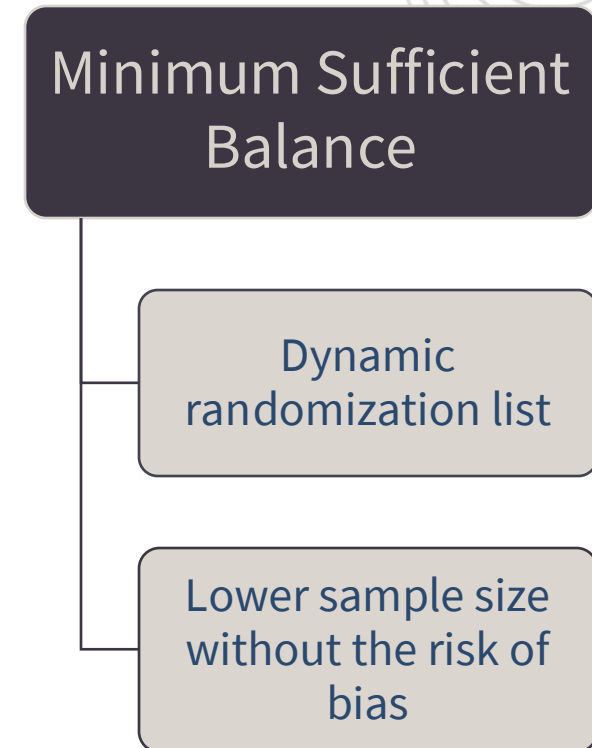 Minimum Sufficient
Balance
Dynamic
randomization list
Lower sample size
without the risk of
bias